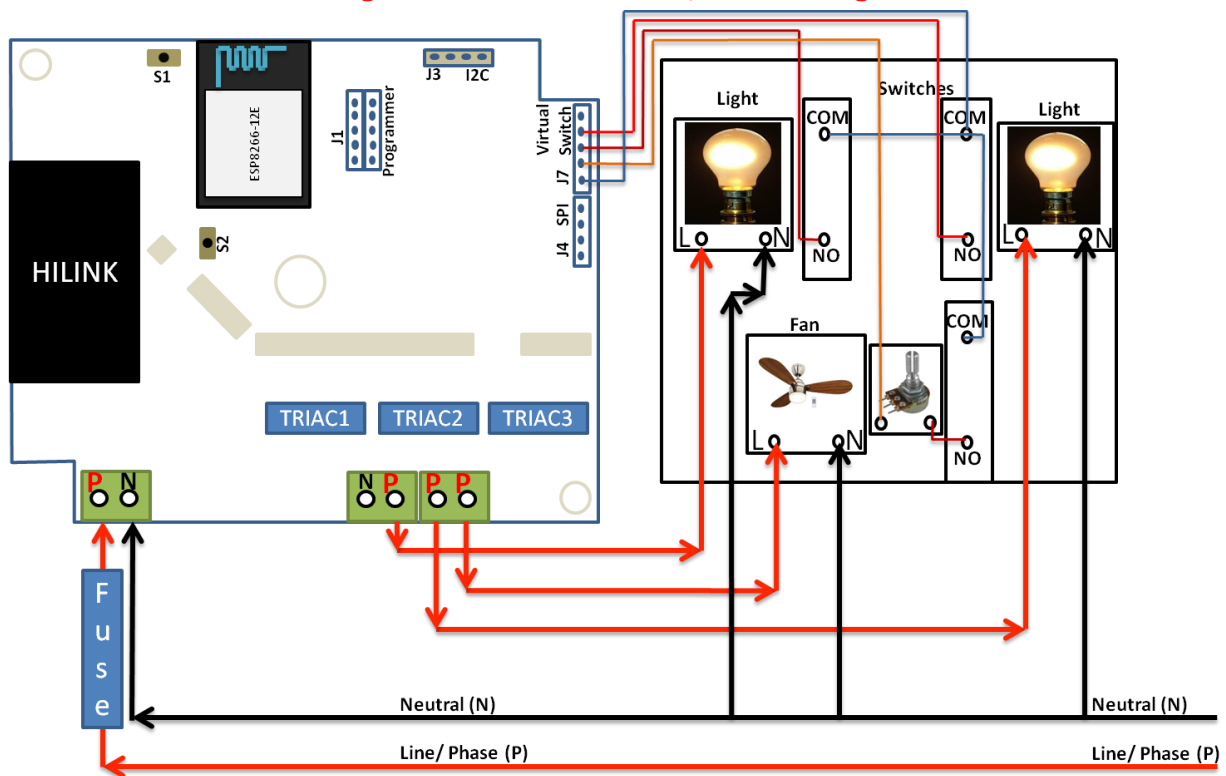 S1
ESP8266-12E
J1
Programmer
J3 I2C
Virtual
Switch
J7
SPI
J4
S2
HILINK
TRIAC1
TRIAC2
TRIAC3
P N
N P
P P
Fuse
Switches
Light
COM
NO
COM
NO
Light
L N
L N
Fan
L N
COM
NO
Neutral (N)
Neutral (N)
Line/ Phase (P)
Line/ Phase (P)